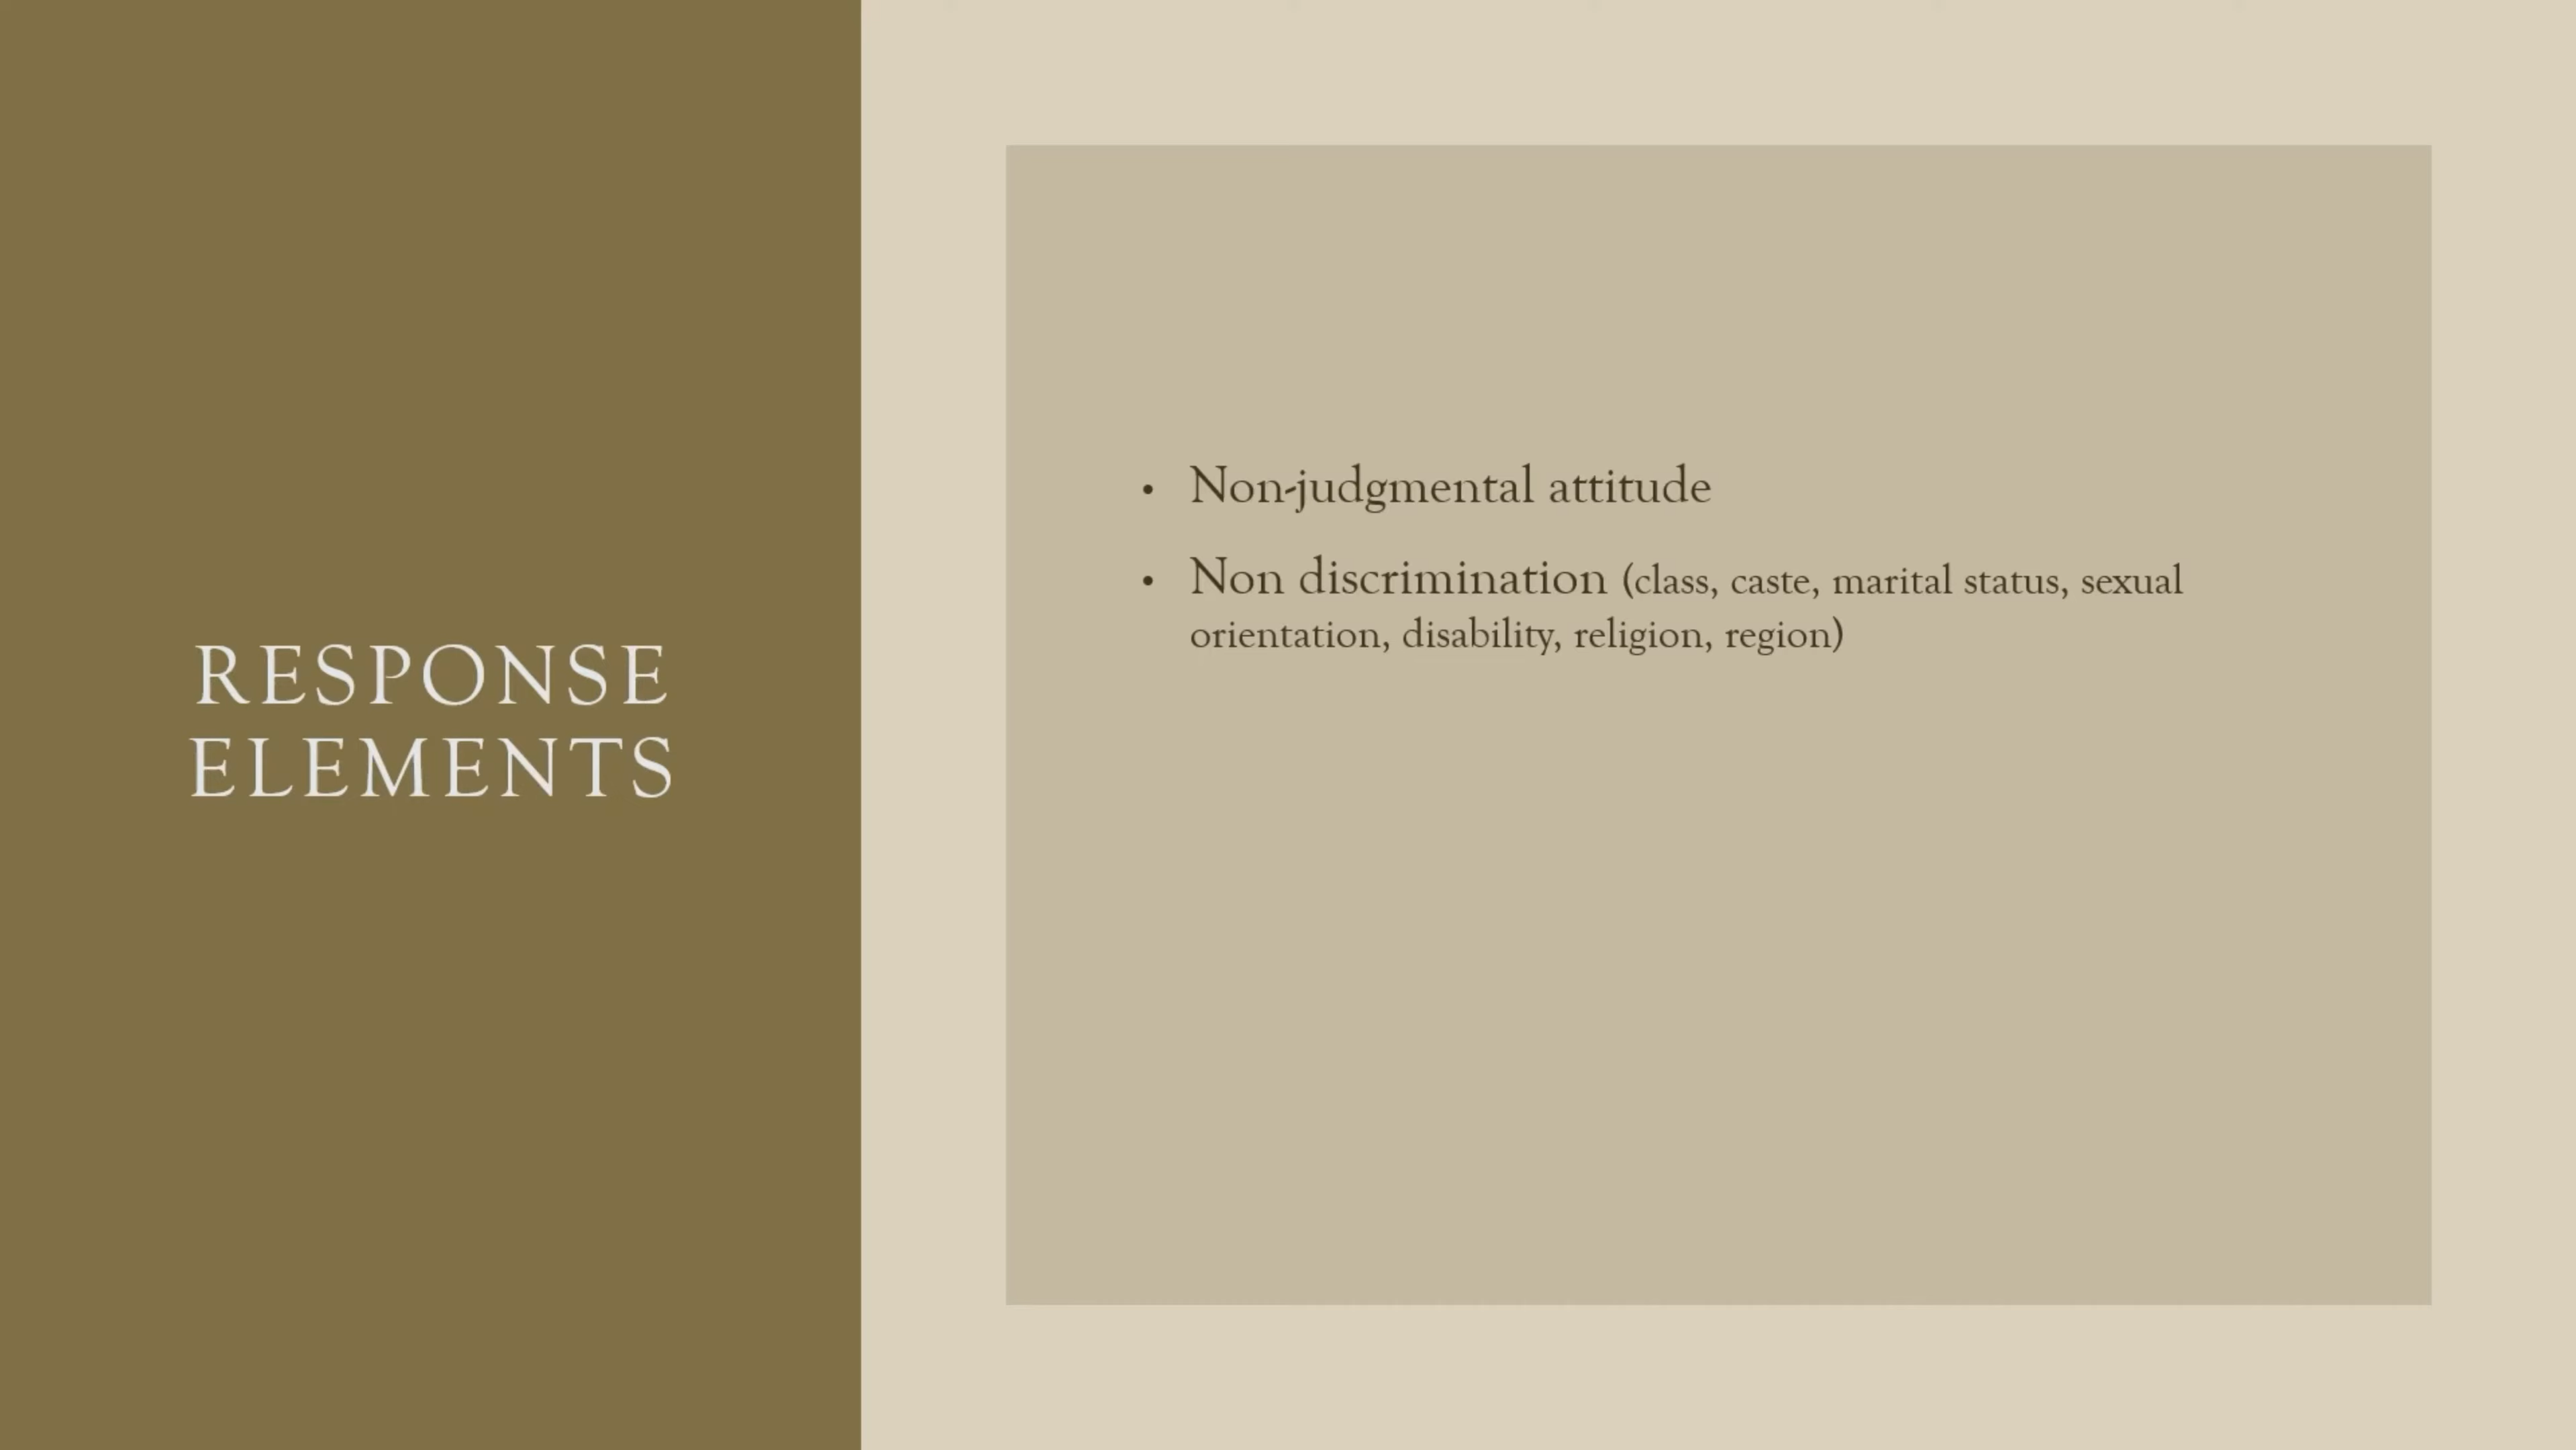 RESPONSE
ELEMENTS
• Non-judgmental attitude
• Non discrimination (class, caste, marital status, sexual
orientation, disability, religion, region)